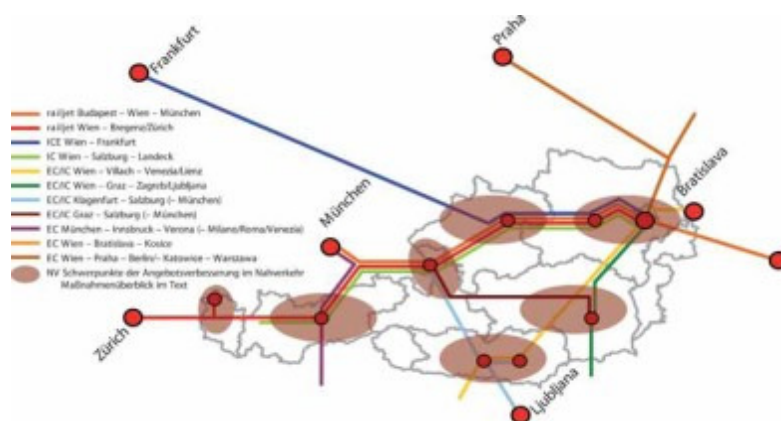 Frankfurt
Praha
railjet Budapest – Wien – München
railjet Wien – Bregenz/Zürich
ICE Wien – Frankfurt
IC Wien – Salzburg – Landeck
EC/IC Wien – Villach – Venezia/Lienz
EC/IC Wien – Graz – Zagreb/Ljubljana
EC/IC Klagenfurt – Salzburg (– München)
EC/IC Graz – Salzburg (– München)
EC München – Innsbruck – Verona (– Milano/Roma/Venezia)
EC Wien – Bratislava – Kosice
EC Wien – Praha – Berlin/– Katowice – Warszawa
NV Schwerpunkte der Angebotsverbesserung im Nahverkehr
Maßnahmenüberblick im Text
München
Bratislava
Zürich
Ljubljana